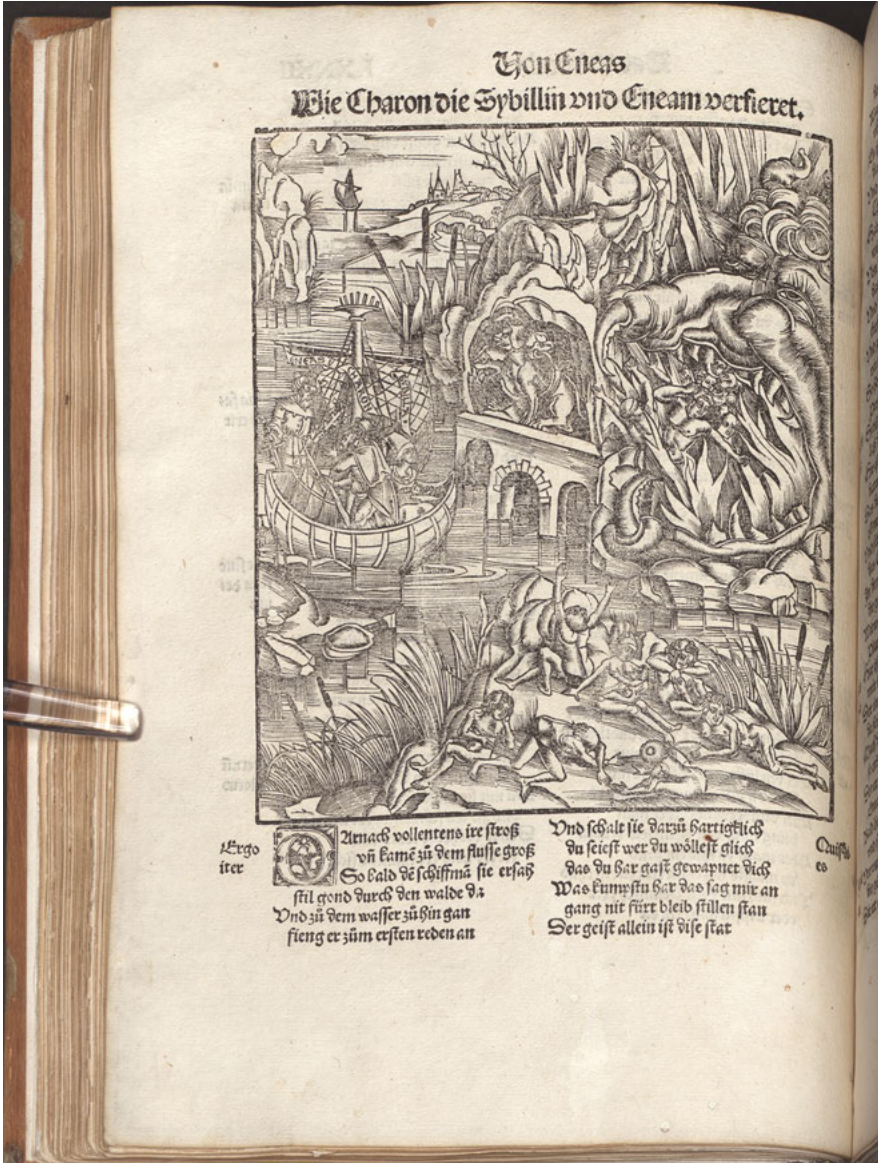 Von Eneas
Wie Charon die Sybillin vnd Eneam verfieret.
ENEAS
Ergo
iter
DArnach vollentens ire stroß
vñ kamẽ zů dem flusse groß
So bald dẽ schiffmã sie ersah
stil gond durch den walde da
Vnd zů dem wasser zů hin gan
fieng er zům ersten reden an
Vnd schalt sie darzů hartigklich
du seiest wer du wöllest glich
das du har gast gewapnet dich
Was kumpstu har das sag mir an
gang nit fürt bleib stillen stan
Der geist allein ist dise stat
es